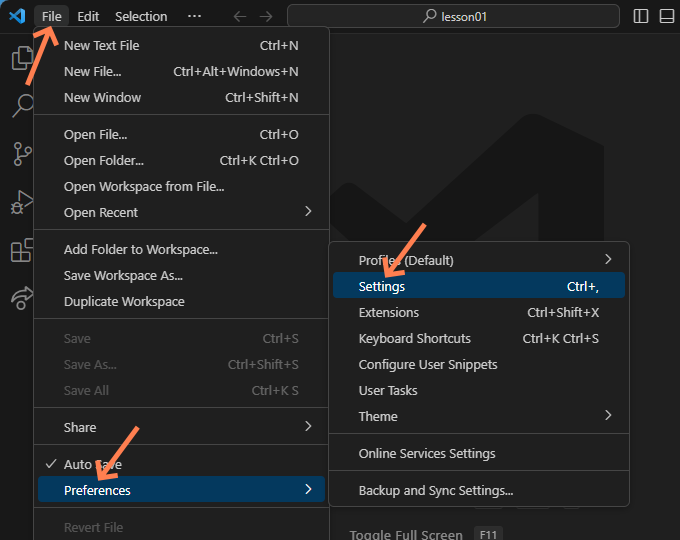 File Edit Selection ··· lesson01
New Text File Ctrl+N
New File... Ctrl+Alt+Windows+N
New Window Ctrl+Shift+N
Open File... Ctrl+O
Open Folder... Ctrl+K Ctrl+O
Open Workspace from File...
Open Recent
Add Folder to Workspace...
Save Workspace As...
Duplicate Workspace
Save Ctrl+S
Save As... Ctrl+Shift+S
Save All Ctrl+K S
Share
Auto Save
Preferences
Revert File
Profiles (Default)
Settings Ctrl+,
Extensions Ctrl+Shift+X
Keyboard Shortcuts Ctrl+K Ctrl+S
Configure User Snippets
User Tasks
Theme
Online Services Settings
Backup and Sync Settings...
Toggle Full Screen F11